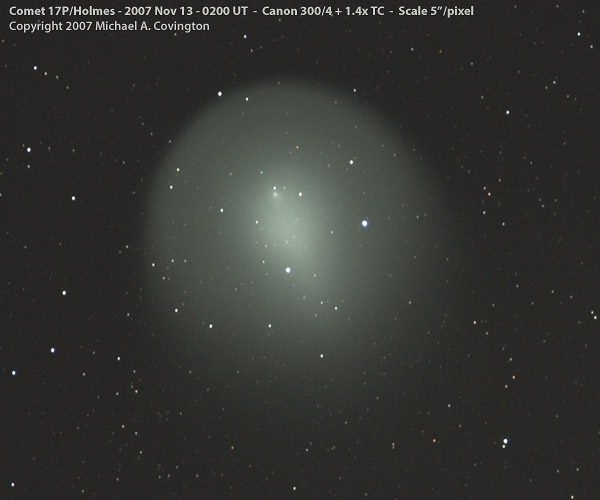 Comet 17P/Holmes - 2007 Nov 13 - 0200 UT - Canon 300/4 + 1.4x TC - Scale 5"/pixel
Copyright 2007 Michael A. Covington